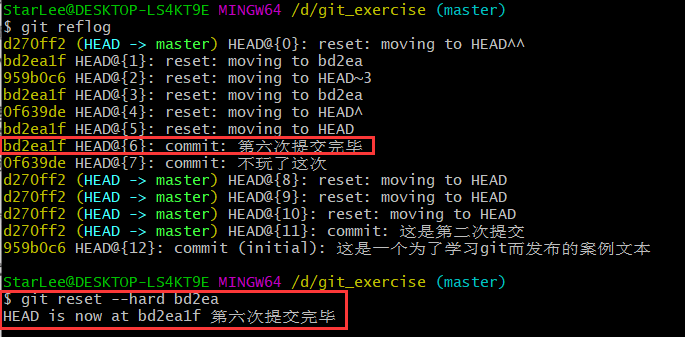 StarLee@DESKTOP-LS4KT9E MINGW64 /d/git_exercise (master)
$ git reflog
d270ff2 (HEAD -> master) HEAD@{0}: reset: moving to HEAD^^
bd2ea1f HEAD@{1}: reset: moving to bd2ea
959b0c6 HEAD@{2}: reset: moving to HEAD~3
bd2ea1f HEAD@{3}: reset: moving to bd2ea
0f639de HEAD@{4}: reset: moving to HEAD^
bd2ea1f HEAD@{5}: reset: moving to HEAD
bd2ea1f HEAD@{6}: commit: 第六次提交完毕
0f639de HEAD@{7}: commit: 不玩了这次
d270ff2 (HEAD -> master) HEAD@{8}: reset: moving to HEAD
d270ff2 (HEAD -> master) HEAD@{9}: reset: moving to HEAD
d270ff2 (HEAD -> master) HEAD@{10}: reset: moving to HEAD
d270ff2 (HEAD -> master) HEAD@{11}: commit: 这是第二次提交
959b0c6 HEAD@{12}: commit (initial): 这是一个为了学习git而发布的案例文本
StarLee@DESKTOP-LS4KT9E MINGW64 /d/git_exercise (master)
$ git reset --hard bd2ea
HEAD is now at bd2ea1f 第六次提交完毕